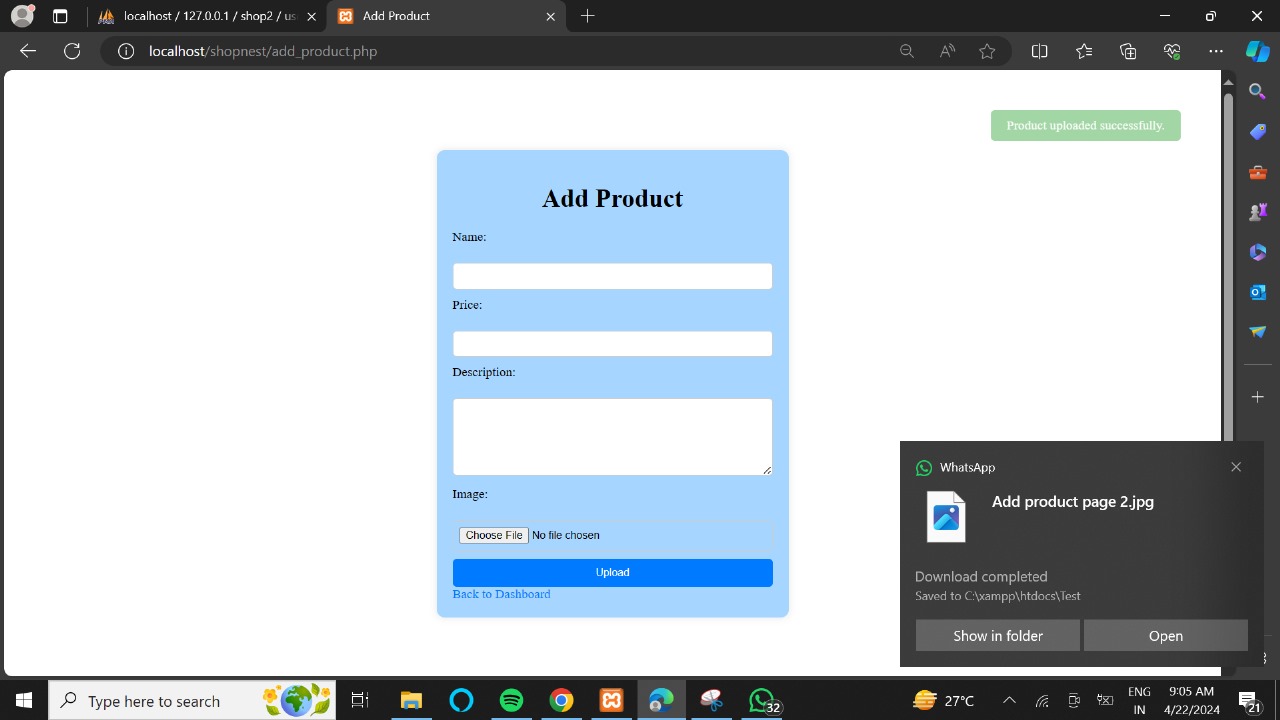 localhost / 127.0.0.1 / shop2 / us
Add Product
localhost/shopnest/add_product.php
Product uploaded successfully.
Add Product
Name:
Price:
Description:
Image:
Choose File No file chosen
Upload
Back to Dashboard
WhatsApp
Add product page 2.jpg
Download completed
Saved to C:\xampp\htdocs\Test
Show in folder
Open
Type here to search
32
27°C
ENG
IN
9:05 AM
4/22/2024
21